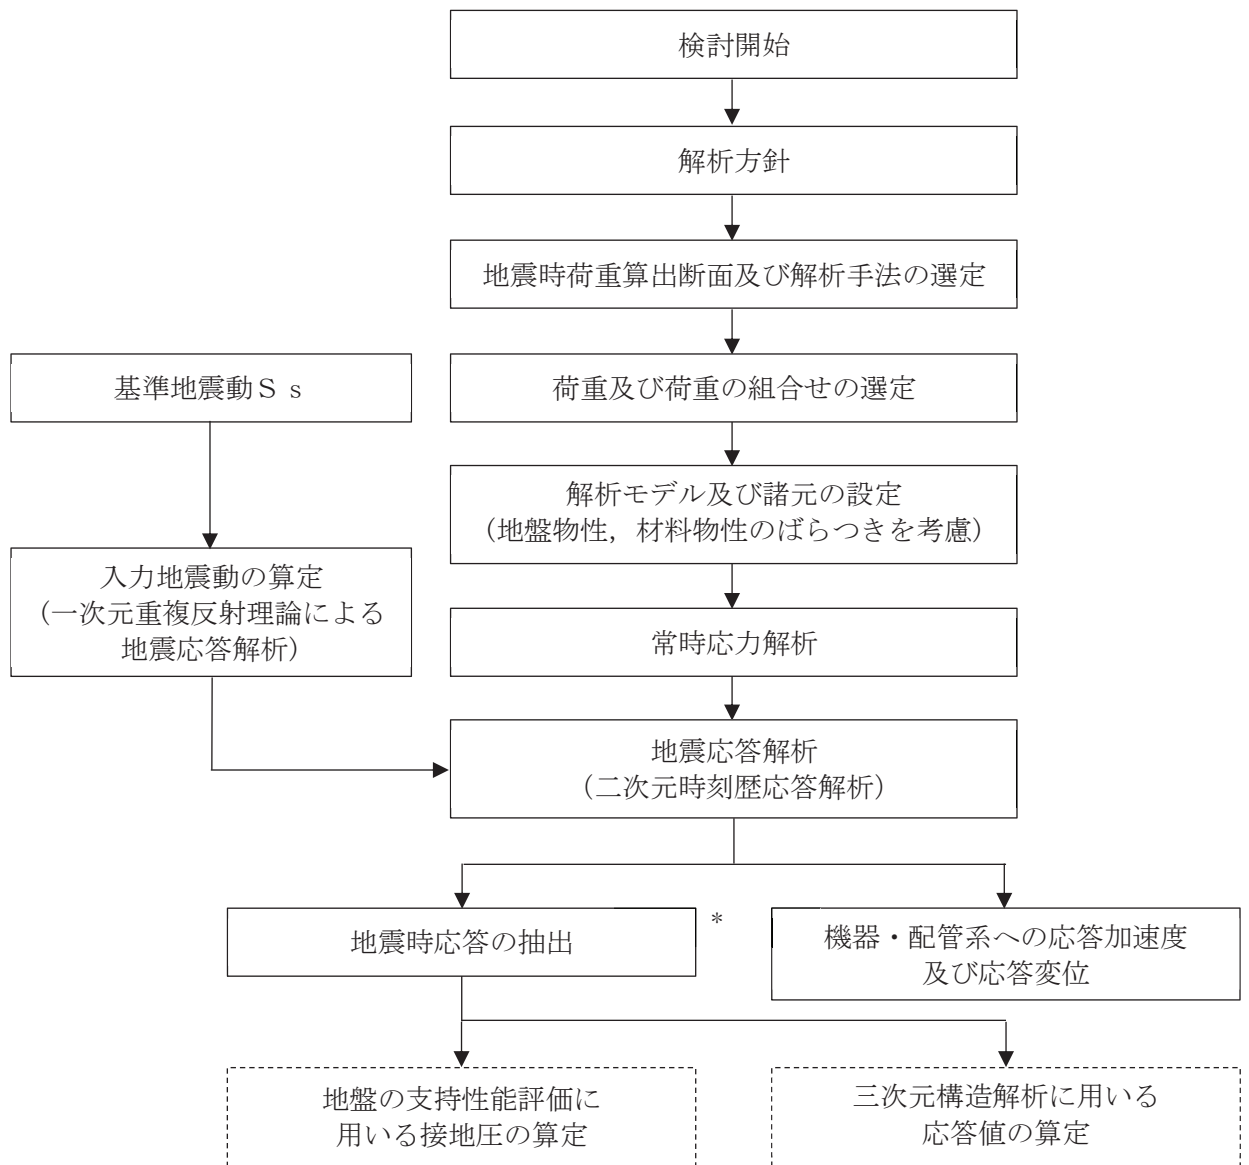 検討開始
解析方針
地震時荷重算出断面及び解析手法の選定
基準地震動Ｓｓ
荷重及び荷重の組合せの選定
解析モデル及び諸元の設定
（地盤物性，材料物性のばらつきを考慮）
入力地震動の算定
（一次元重複反射理論による
地震応答解析）
常時応力解析
地震応答解析
（二次元時刻歴応答解析）
地震時応答の抽出
*
機器・配管系への応答加速度
及び応答変位
地盤の支持性能評価に
用いる接地圧の算定
三次元構造解析に用いる
応答値の算定